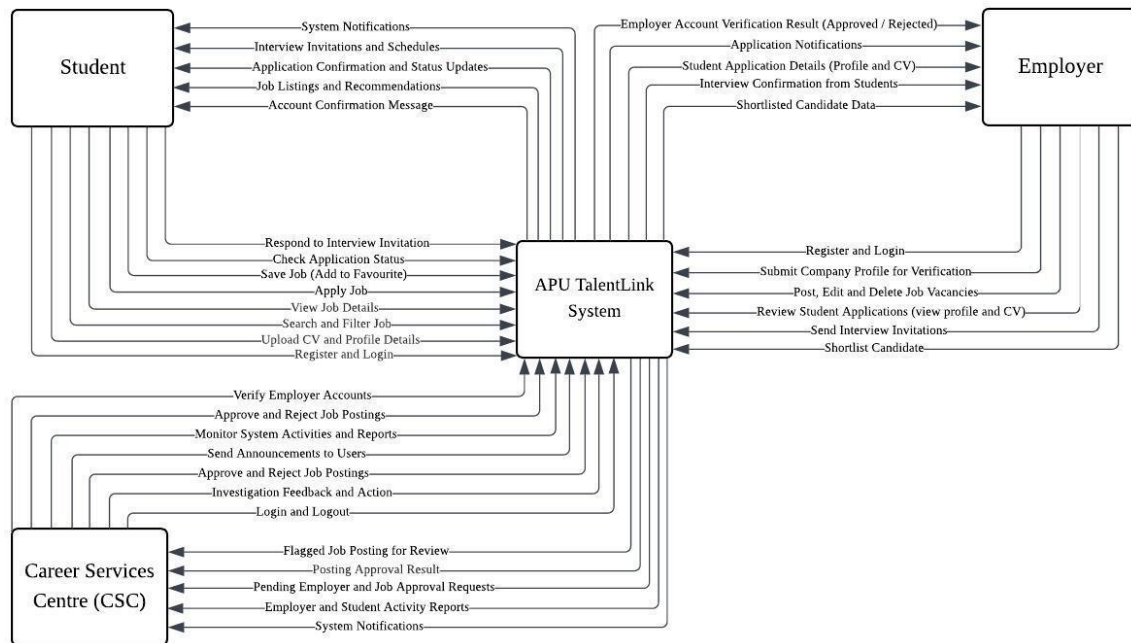 System Notifications
Interview Invitations and Schedules
Student
Application Confirmation and Status Updates
Job Listings and Recommendations
Account Confirmation Message
Employer Account Verification Result (Approved / Rejected)
Application Notifications
Student Application Details (Profile and CV)
Employer
Interview Confirmation from Students
Shortlisted Candidate Data
Respond to Interview Invitation
Check Application Status
Save Job (Add to Favourite)
Apply Job
View Job Details
Search and Filter Job
Upload CV and Profile Details
Register and Login
APU TalentLink
System
Register and Login
Submit Company Profile for Verification
Post, Edit and Delete Job Vacancies
Review Student Applications (view profile and CV)
Send Interview Invitations
Shortlist Candidate
Verify Employer Accounts
Approve and Reject Job Postings
Monitor System Activities and Reports
Send Announcements to Users
Approve and Reject Job Postings
Investigation Feedback and Action
Login and Logout
Career Services
Centre (CSC)
Flagged Job Posting for Review
Posting Approval Result
Pending Employer and Job Approval Requests
Employer and Student Activity Reports
System Notifications